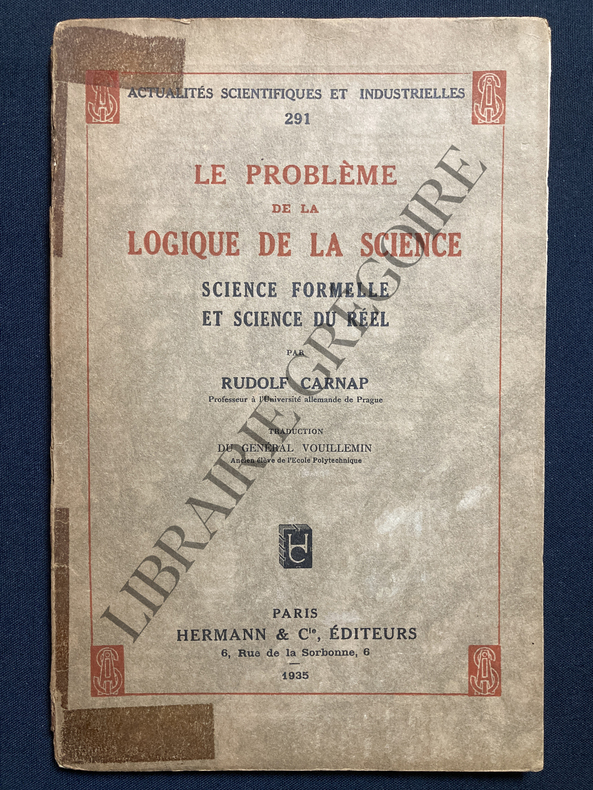 ACTUALITÉS SCIENTIFIQUES ET INDUSTRIELLES
291
LE PROBLÈME
DE LA
LOGIQUE DE LA SCIENCE
SCIENCE FORMELLE
ET SCIENCE DU RÉEL
PAR
RUDOLF CARNAP
Professeur à l'Université allemande de Prague
TRADUCTION
DU GÉNÉRAL VOUILLEMIN
Ancien élève de l'Ecole Polytechnique
HC
PARIS
HERMANN & Cie, ÉDITEURS
6, Rue de la Sorbonne, 6
1935
LIBRAIRIE GREGOIRE